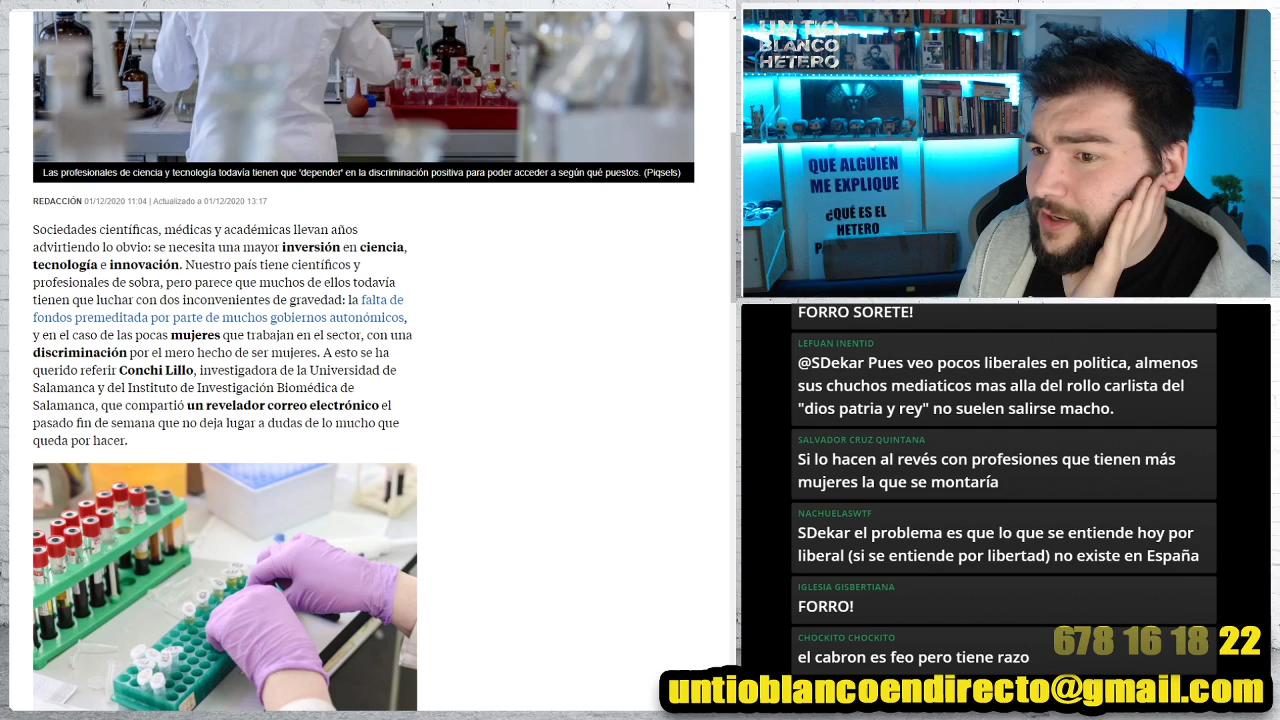 Las profesionales de ciencia y tecnología todavía tienen que 'depender' en la discriminación positiva para poder acceder a según qué puestos. (Piqsels)
REDACCIÓN 01/12/2020 11:04 | Actualizado a 01/12/2020 13:17
Sociedades científicas, médicas y académicas llevan años
advirtiendo lo obvio: se necesita una mayor inversión en ciencia,
tecnología e innovación. Nuestro país tiene científicos y
profesionales de sobra, pero parece que muchos de ellos todavía
tienen que luchar con dos inconvenientes de gravedad: la falta de
fondos premeditada por parte de muchos gobiernos autonómicos,
y en el caso de las pocas mujeres que trabajan en el sector, con una
discriminación por el mero hecho de ser mujeres. A esto se ha
querido referir Conchi Lillo, investigadora de la Universidad de
Salamanca y del Instituto de Investigación Biomédica de
Salamanca, que compartió un revelador correo electrónico el
pasado fin de semana que no deja lugar a dudas de lo mucho que
queda por hacer.
UN TIO
BLANCO
HETERO
QUE ALGUIEN
ME EXPLIQUE
¿QUÉ ES EL
HETERO
FORRO SORETE!
LEFUAN INENTID
@SDekar Pues veo pocos liberales en politica, almenos
sus chuchos mediaticos mas alla del rollo carlista del
"dios patria y rey" no suelen salirse macho.
SALVADOR CRUZ QUINTANA
Si lo hacen al revés con profesiones que tienen más
mujeres la que se montaría
NACHUELASWTF
SDekar el problema es que lo que se entiende hoy por
liberal (si se entiende por libertad) no existe en España
IGLESIA GISBERTIANA
FORRO!
CHOCKITO CHOCKITO
el cabron es feo pero tiene razo
678 16 18 22
untioblancoendirecto@gmail.com